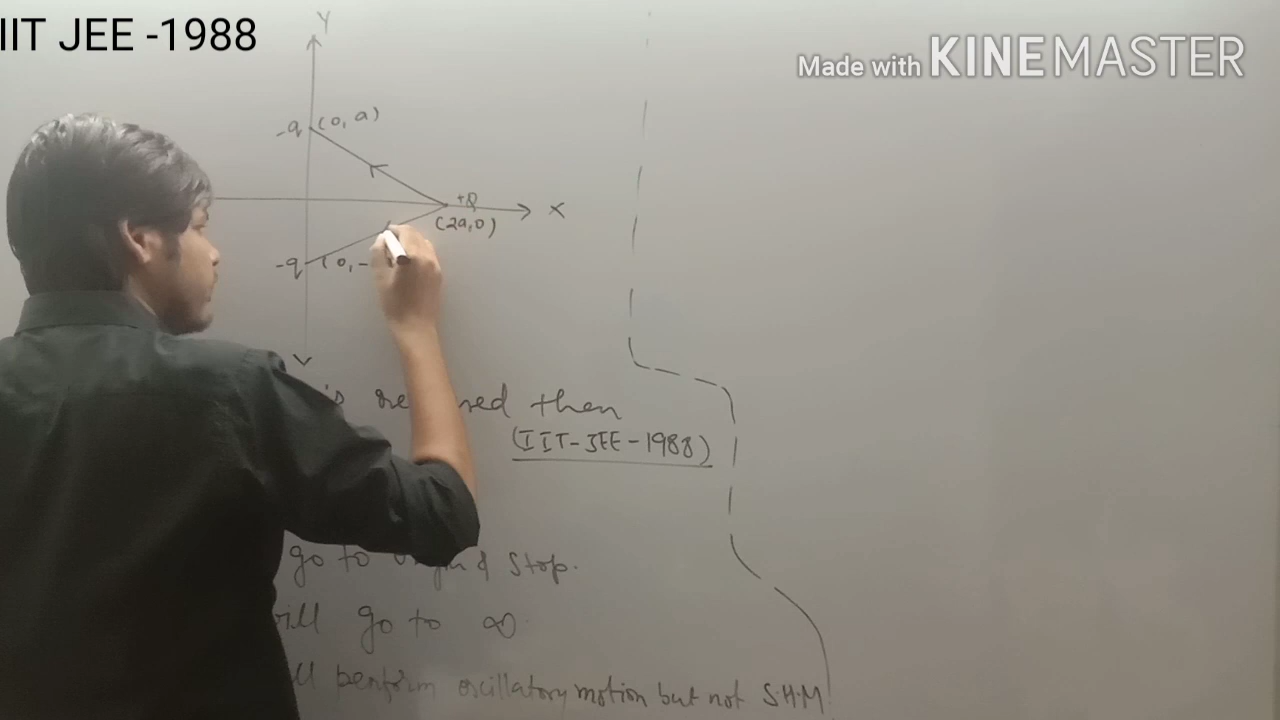 IIT JEE -1988
Made with KINEMASTER
Y
-q (0, a)
+Q
X
(2a,0)
-q (0,-
is then
(IIT-JEE-1988)
go to & stop.
will go to ∞
perform oscillatory motion but not S.H.M